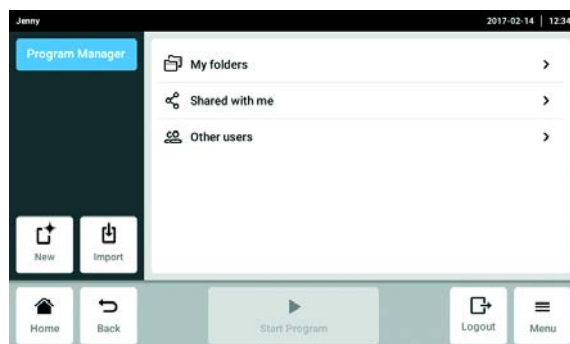 Jenny 2017-02-14 | 12:34
Program Manager
My folders
Shared with me
Other users
New Import
Home Back Start Program Logout Menu